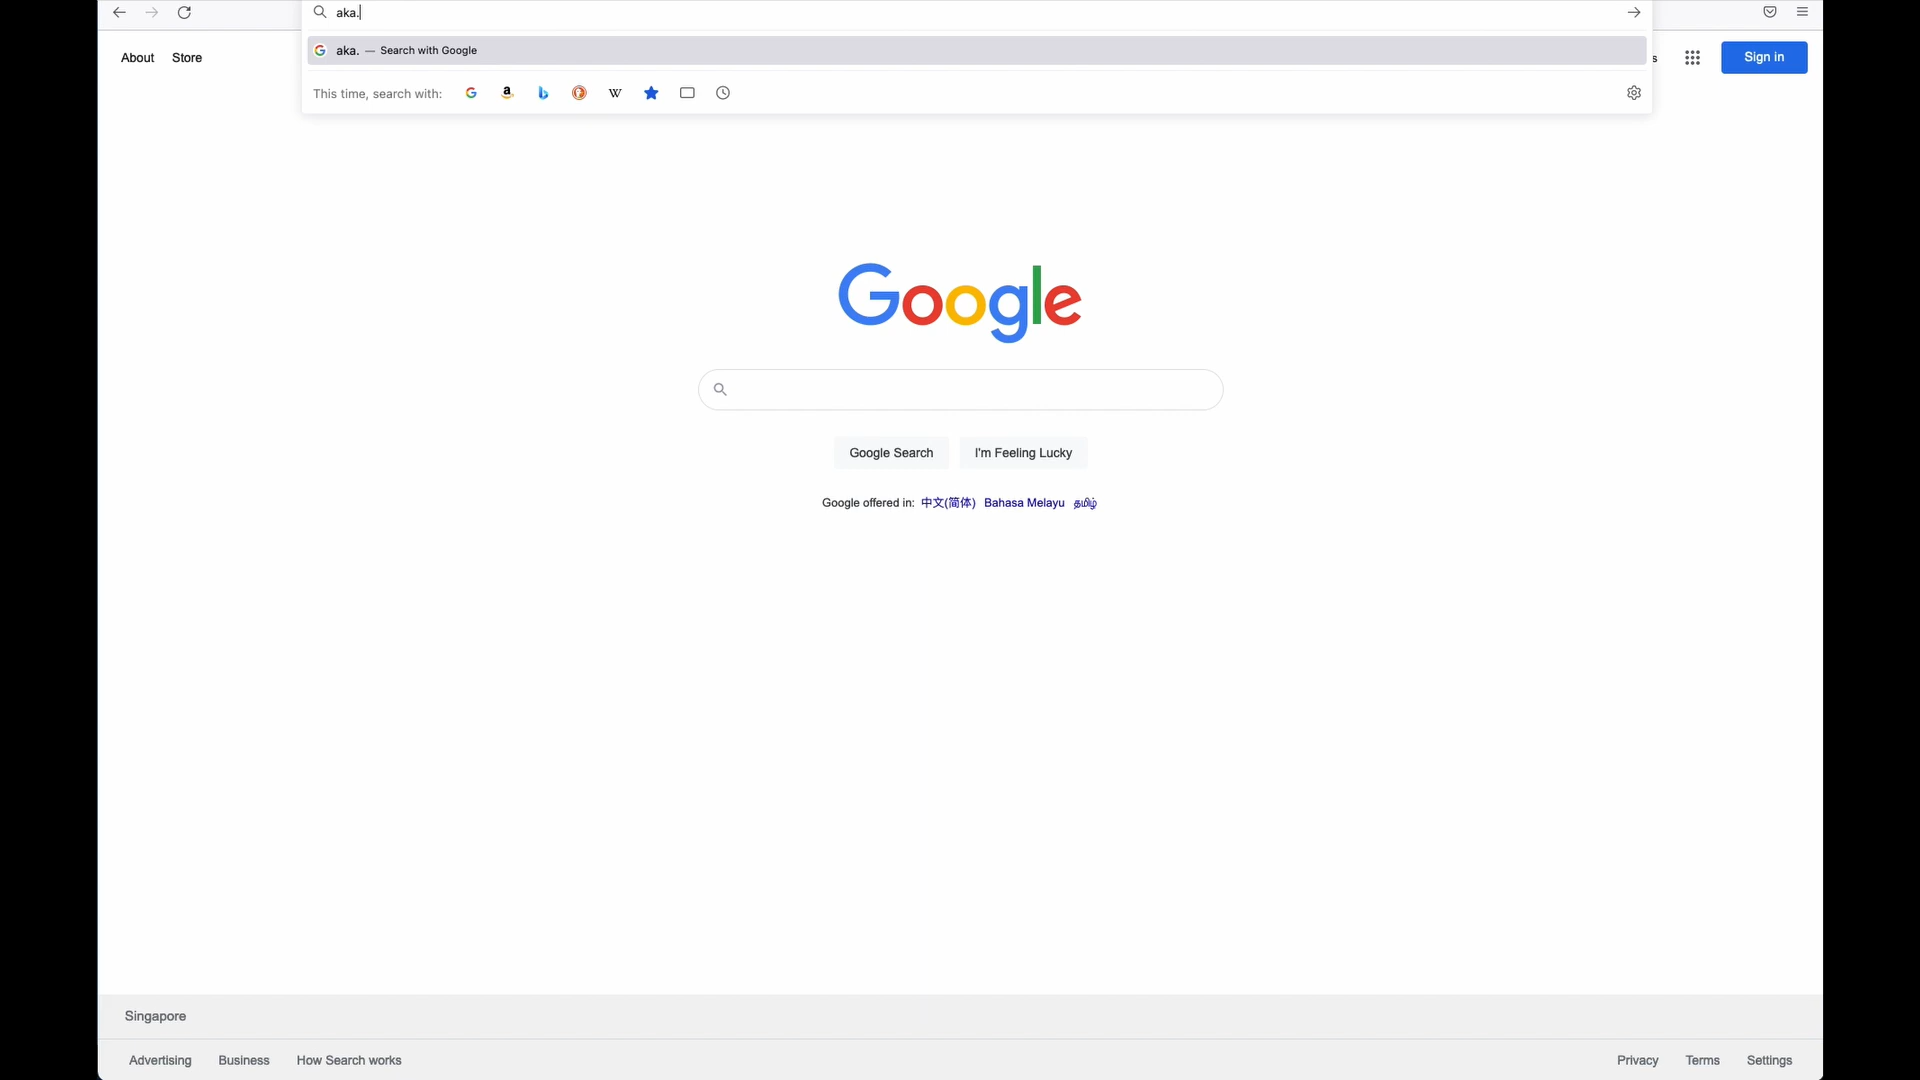 aka.
aka. — Search with Google
This time, search with:
About
Store
s
Sign in
Google
Google Search
I'm Feeling Lucky
Google offered in: 中文(简体) Bahasa Melayu தமிழ்
Singapore
Advertising
Business
How Search works
Privacy
Terms
Settings